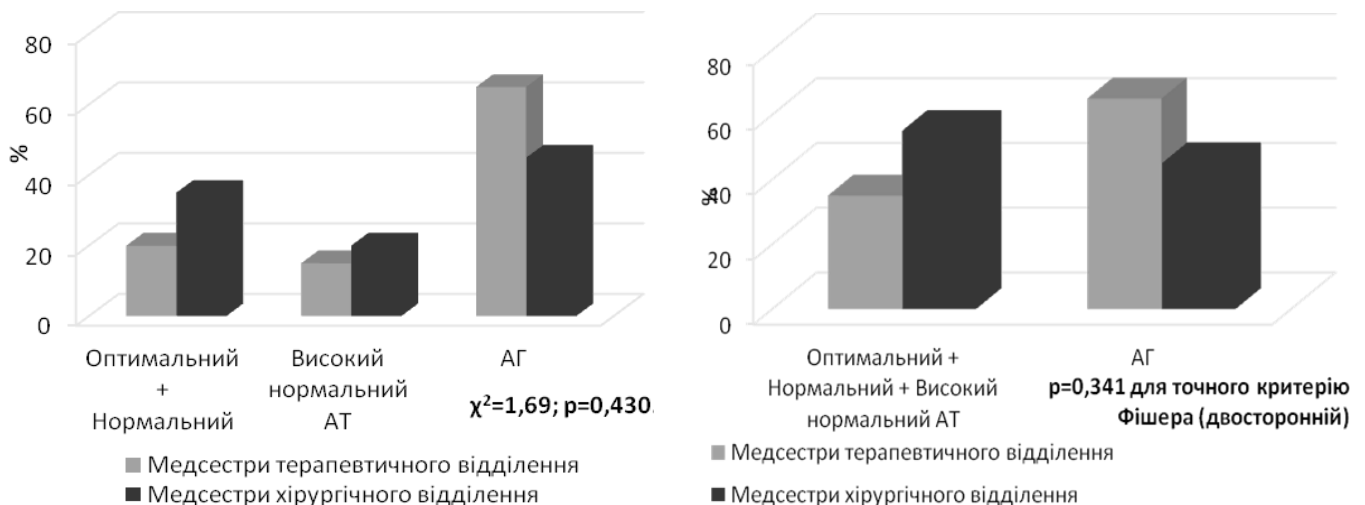 80
60
40
20
0
%
Оптимальний
+
Нормальний
Високий
нормальний
АТ
АГ
χ²=1,69; p=0,430.
Медсестри терапевтичного відділення
Медсестри хірургічного відділення
80
60
40
20
0
%
Оптимальний +
Нормальний + Високий
нормальний АТ
АГ
p=0,341 для точного критерію
Фішера (двосторонній)
Медсестри терапевтичного відділення
Медсестри хірургічного відділення